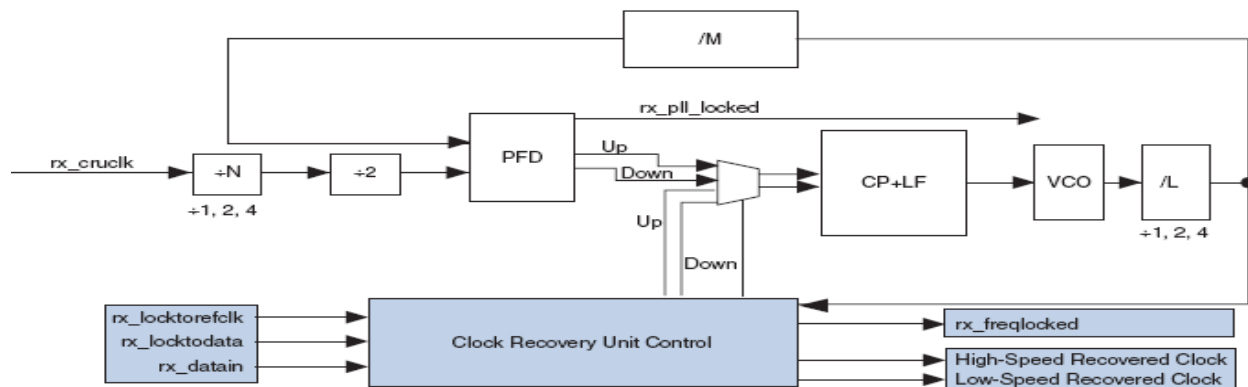 /M
rx_pll_locked
rx_cruclk
÷N
÷1, 2, 4
÷2
PFD
Up
Down
CP+LF
VCO
/L
÷1, 2, 4
Up
Down
rx_locktorefclk
rx_locktodata
rx_datain
Clock Recovery Unit Control
rx_freqlocked
High-Speed Recovered Clock
Low-Speed Recovered Clock